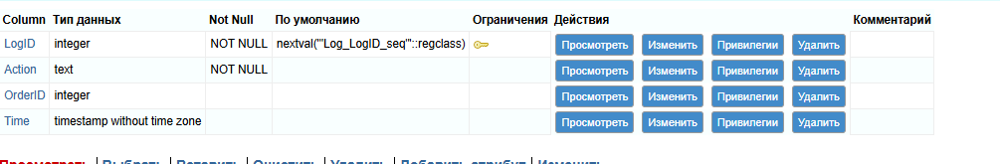 Column Тип данных Not Null По умолчанию Ограничения Действия Комментарий
LogID integer NOT NULL nextval('"Log_LogID_seq"'::regclass) Просмотреть Изменить Привилегии Удалить
Action text NOT NULL Просмотреть Изменить Привилегии Удалить
OrderID integer Просмотреть Изменить Привилегии Удалить
Time timestamp without time zone Просмотреть Изменить Привилегии Удалить
Просмотреть | Выбрать | Вставить | Очистить | Удалить | Добавить атрибут | Изменить